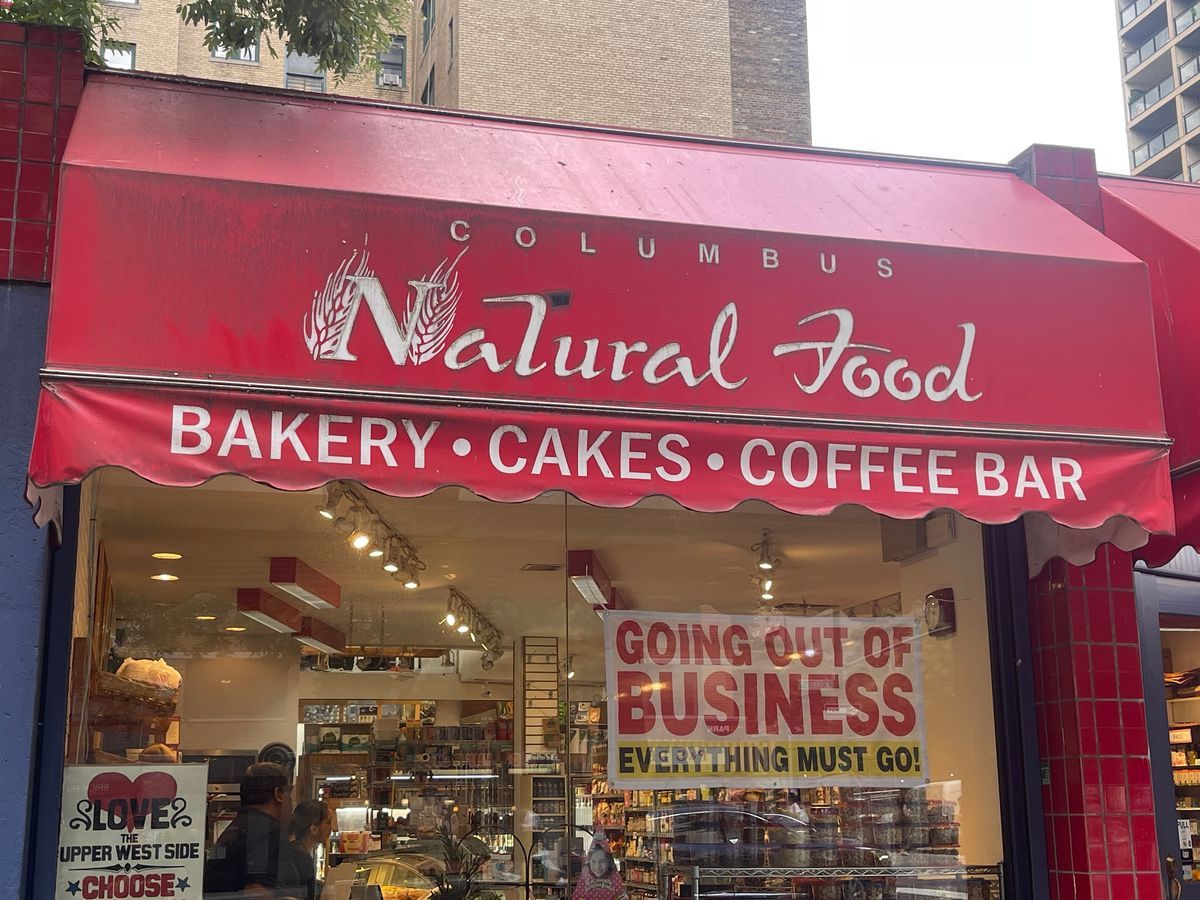 COLUMBUS
Natural Food
BAKERY • CAKES • COFFEE BAR
GOING OUT OF
BUSINESS
EVERYTHING MUST GO!
LOVE
THE
UPPER WEST SIDE
CHOOSE